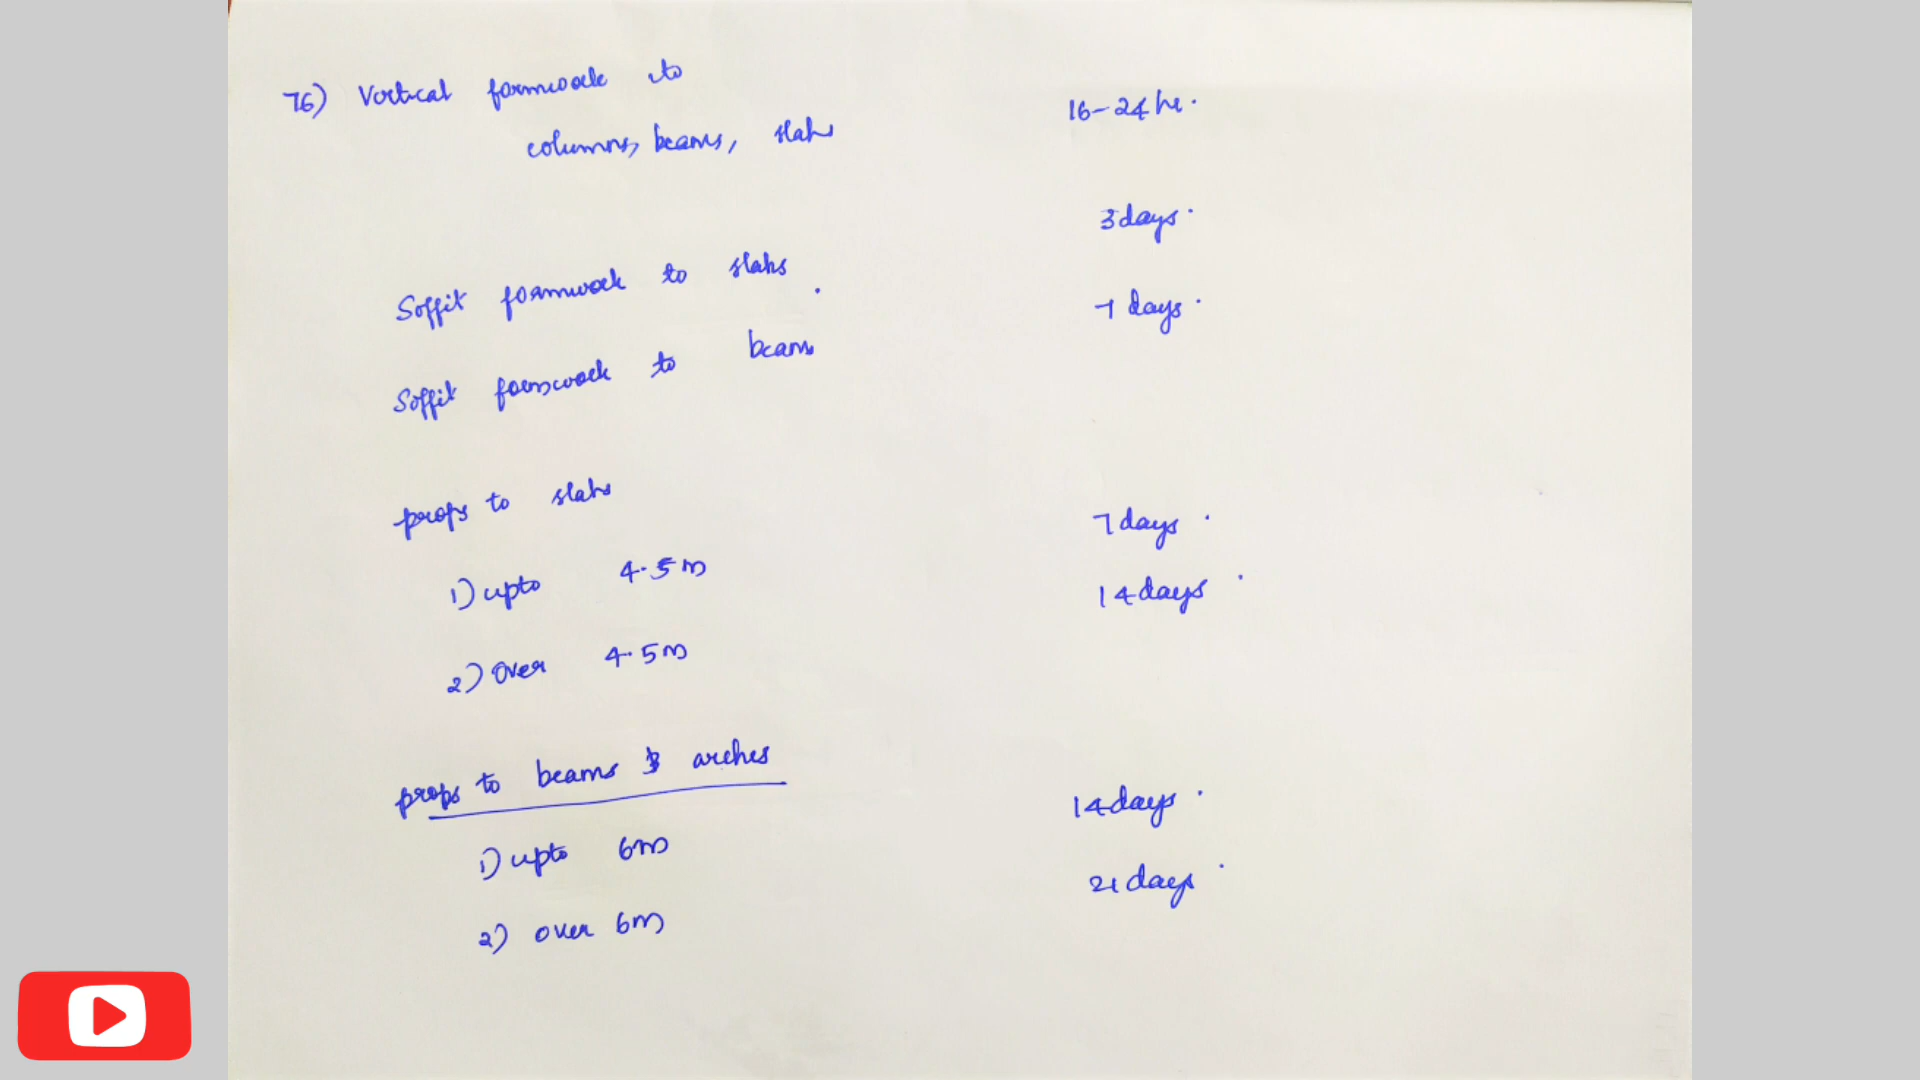 76) Vertical formwork to 16-24 hr.
columns, beams, slabs
3 days.
Soffit formwork to slabs.
7 days.
Soffit formwork to beams
props to slabs
1) upto 4.5m 7 days.
2) Over 4.5m 14 days.
props to beams & arches
1) upto 6m 14 days.
2) over 6m 21 days.